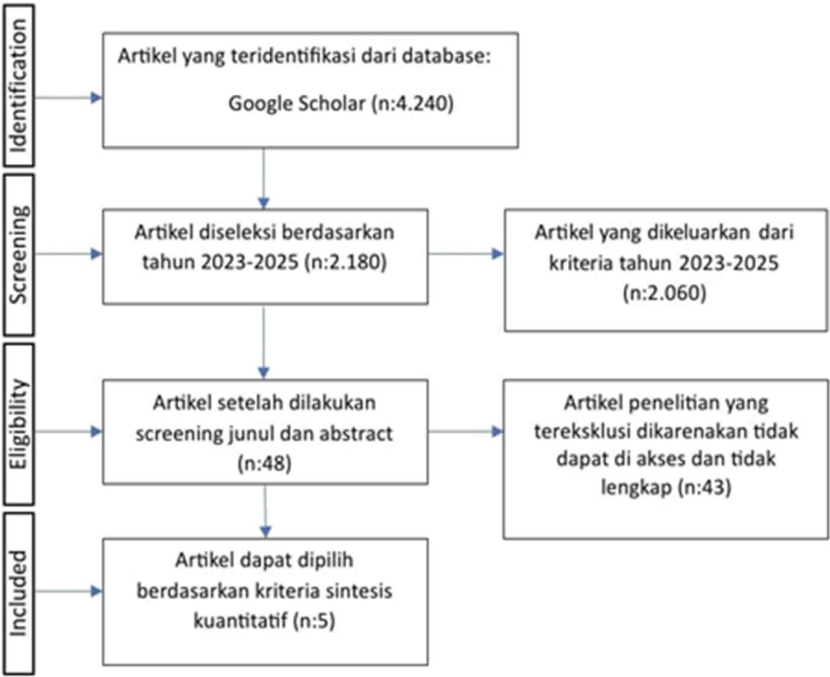 Identification
Artikel yang teridentifikasi dari database:
Google Scholar (n:4.240)
Screening
Artikel diseleksi berdasarkan
tahun 2023-2025 (n:2.180)
Artikel yang dikeluarkan dari
kriteria tahun 2023-2025
(n:2.060)
Eligibility
Artikel setelah dilakukan
screening junul dan abstract
(n:48)
Artikel penelitian yang
tereksklusi dikarenakan tidak
dapat di akses dan tidak
lengkap (n:43)
Included
Artikel dapat dipilih
berdasarkan kriteria sintesis
kuantitatif (n:5)